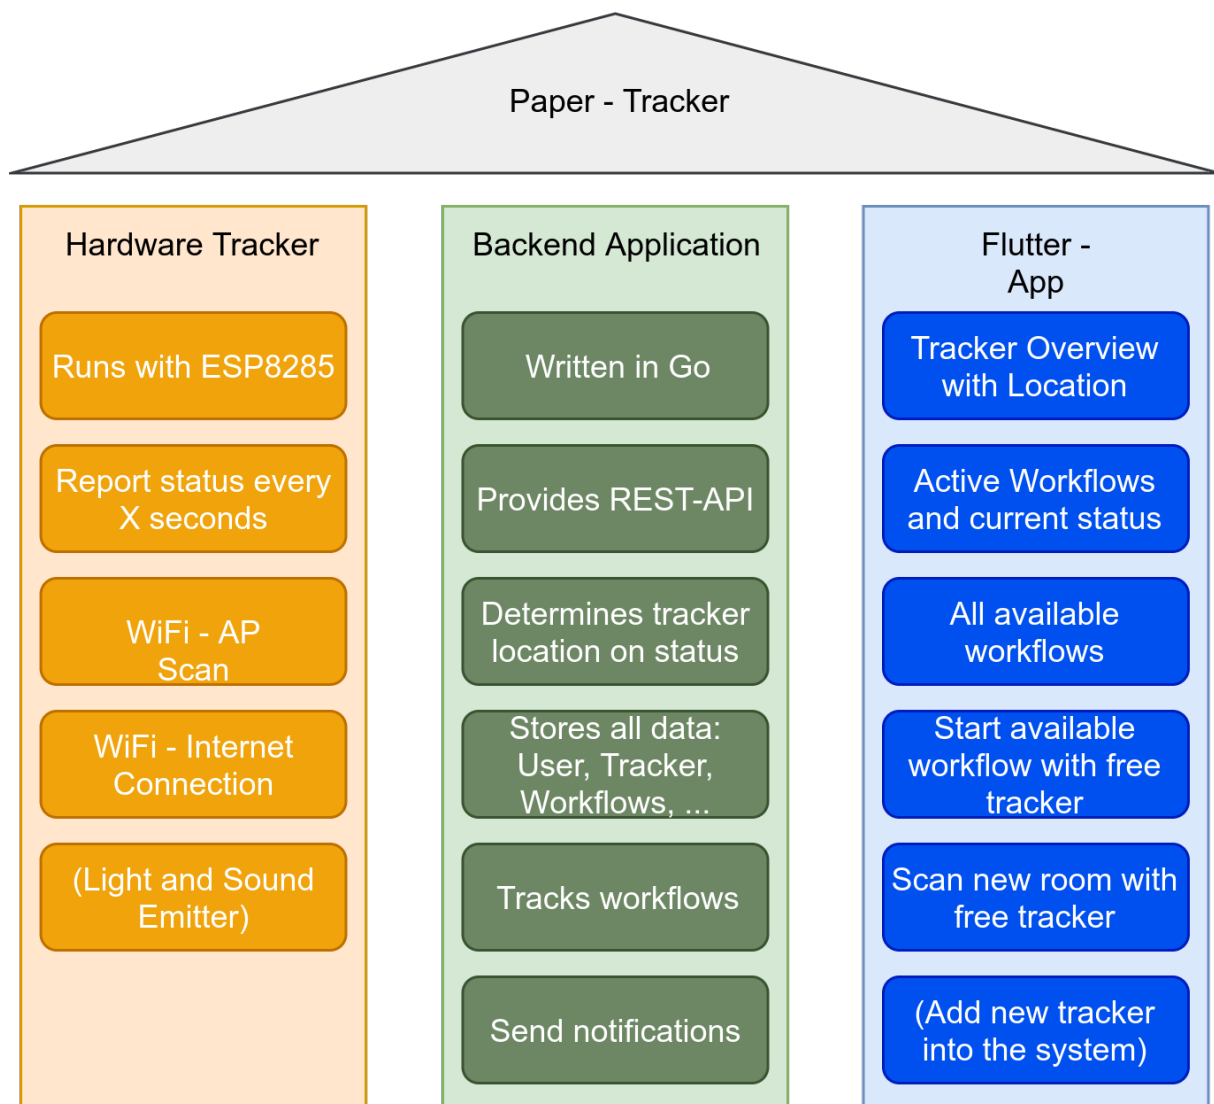 Paper - Tracker
Hardware Tracker
Runs with ESP8285
Report status every
X seconds
WiFi - AP
Scan
WiFi - Internet
Connection
(Light and Sound
Emitter)
Backend Application
Written in Go
Provides REST-API
Determines tracker
location on status
Stores all data:
User, Tracker,
Workflows, ...
Tracks workflows
Send notifications
Flutter -
App
Tracker Overview
with Location
Active Workflows
and current status
All available
workflows
Start available
workflow with free
tracker
Scan new room with
free tracker
(Add new tracker
into the system)